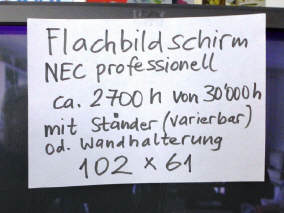 Flachbildschirm
NEC professionell
ca. 2700 h von 30'000 h
mit Ständer (varierbar)
od. Wandhalterung
102 x 61